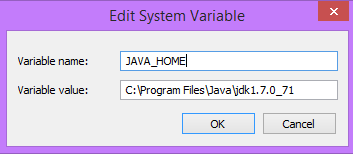 Edit System Variable
Variable name: JAVA_HOME
Variable value: C:\Program Files\Java\jdk1.7.0_71
OK Cancel